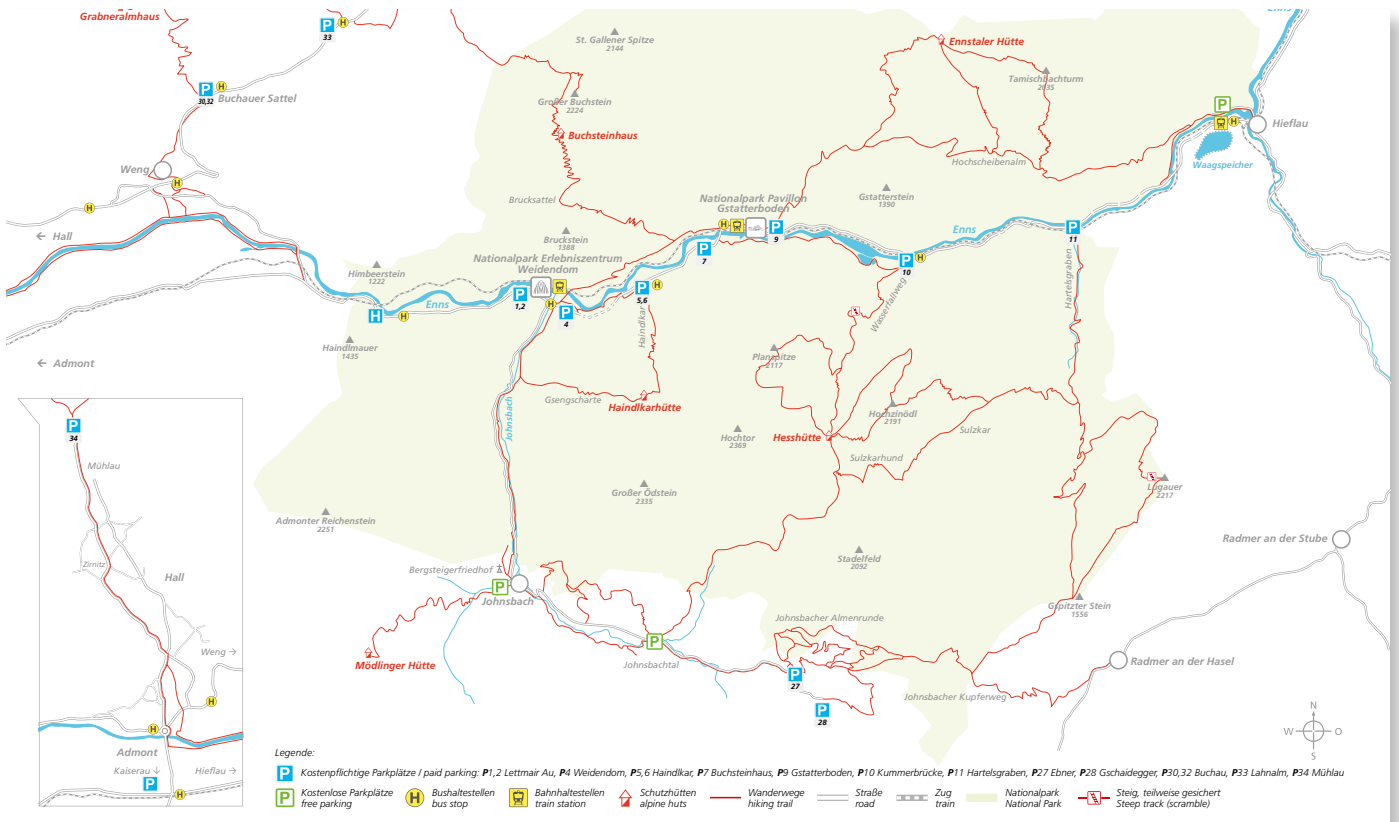 Grabneralmhaus
P
33
H
St. Gallener Spitze
2144
Ennstaler Hütte
Enns
P
30,32
H
Buchauer Sattel
Großer Buchstein
2224
Tamischbachturm
2035
P
H
Hieflau
Buchsteinhaus
Weng
H
Hochscheibenalm
Waagspeicher
H
Brucksattel
Nationalpark Pavillon
Gstatterboden
Gstatterstein
1390
← Hall
Bruckstein
1388
H
P
7
P
9
Enns
P
11
Nationalpark Erlebniszentrum
Weidendom
Himbeerstein
1222
P
10
H
Enns
P
1,2
H
P
4
P
5,6
H
H
H
Haindlkar
Wasserfallweg
Hartelsgraben
Haindlmauer
1435
Planspitze
2117
← Admont
Gsengscharte
Haindlkarhütte
Johnsbach
Hochzinödl
2191
Hochtor
2369
Hesshütte
Sulzkar
Sulzkarhund
P
34
Mühlau
Großer Ödstein
2335
Lugauer
2217
Admonter Reichenstein
2251
Radmer an der Stube
Zirnitz
Hall
Bergsteigerfriedhof
P
Johnsbach
Stadelfeld
2092
Gspitzter Stein
1556
Johnsbacher Almenrunde
Weng →
P
Mödlinger Hütte
Johnsbachtal
P
27
Radmer an der Hasel
Johnsbacher Kupferweg
P
28
H
H
Admont
Kaiserau ↓
Hieflau →
P
H
N
W
O
S
Legende:
P Kostenpflichtige Parkplätze / paid parking: P1,2 Lettmair Au, P4 Weidendom, P5,6 Haindlkar, P7 Buchsteinhaus, P9 Gstatterboden, P10 Kummerbrücke, P11 Hartelsgraben, P27 Ebner, P28 Gschaidegger, P30,32 Buchau, P33 Lahnalm, P34 Mühlau
P Kostenlose Parkplätze H Bushaltestellen Bahnhaltestellen Schutzhütten Wanderwege Straße Zug Nationalpark Steig, teilweise gesichert
free parking bus stop train station alpine huts hiking trail road train National Park Steep track (scramble)